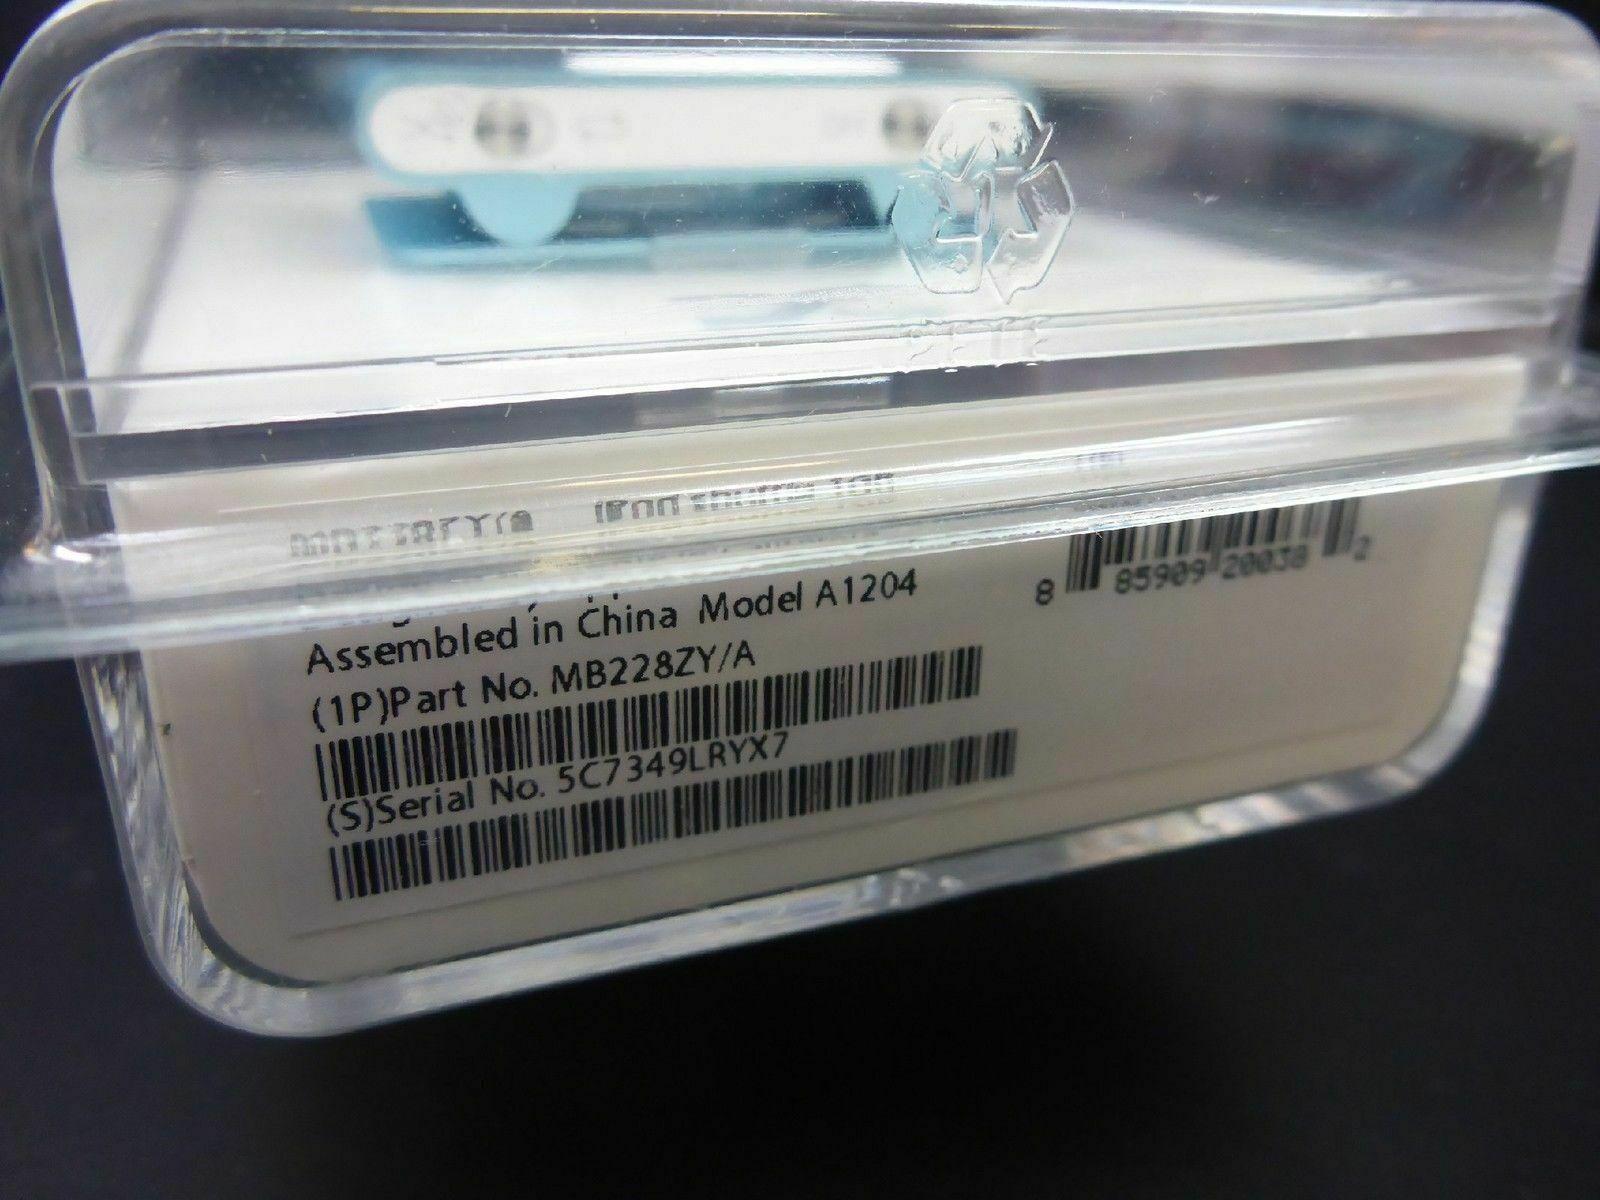 Assembled in China Model A1204
(1P)Part No. MB228ZY/A
(S)Serial No. 5C7349LRYX7
8 85909 20038 2